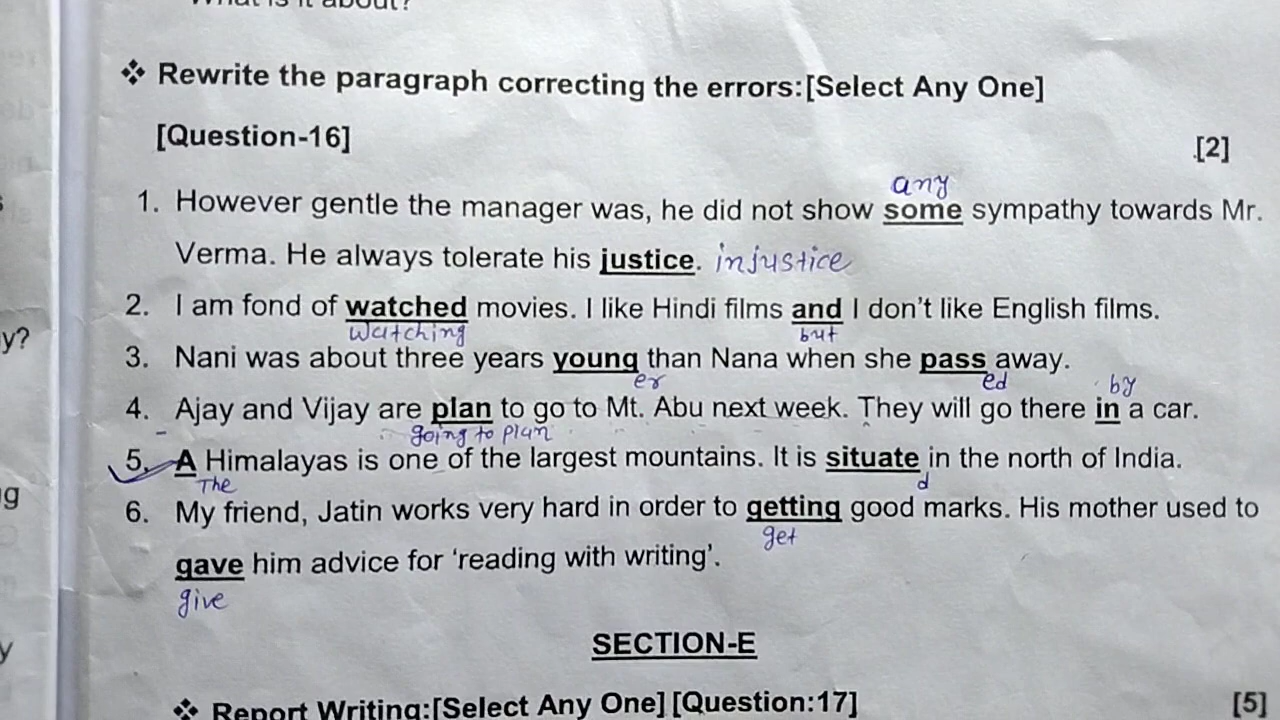 What is it about?
❖ Rewrite the paragraph correcting the errors:[Select Any One]
[Question-16] [2]
any
1. However gentle the manager was, he did not show some sympathy towards Mr.
Verma. He always tolerate his justice. injustice
2. I am fond of watched movies. I like Hindi films and I don't like English films.
watching but
3. Nani was about three years young than Nana when she pass away.
er ed by
4. Ajay and Vijay are plan to go to Mt. Abu next week. They will go there in a car.
going to plan
5. A Himalayas is one of the largest mountains. It is situate in the north of India.
The d
6. My friend, Jatin works very hard in order to getting good marks. His mother used to
get
gave him advice for 'reading with writing'.
give
SECTION-E
❖ Report Writing:[Select Any One] [Question:17] [5]
y?
g
y